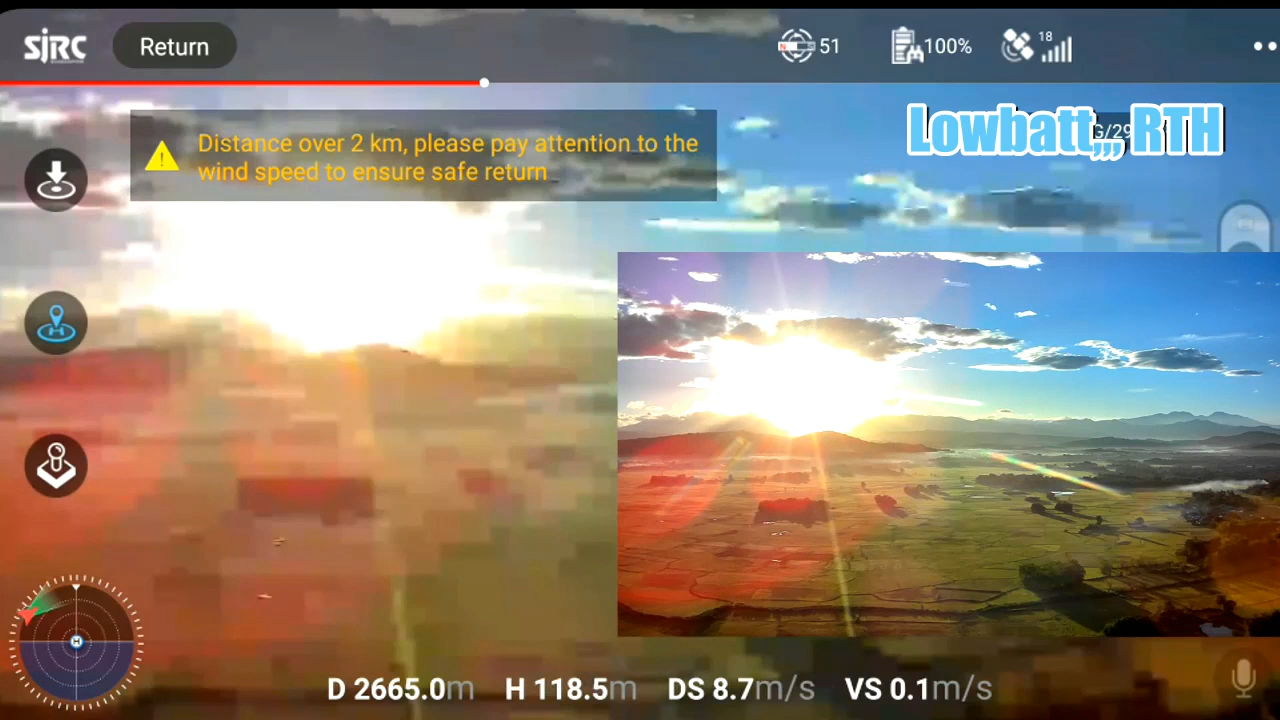 SJRC
Return
51
100%
18
Lowbatt,,, RTH
G/29
Distance over 2 km, please pay attention to the
wind speed to ensure safe return
H
D 2665.0m H 118.5m DS 8.7m/s VS 0.1m/s